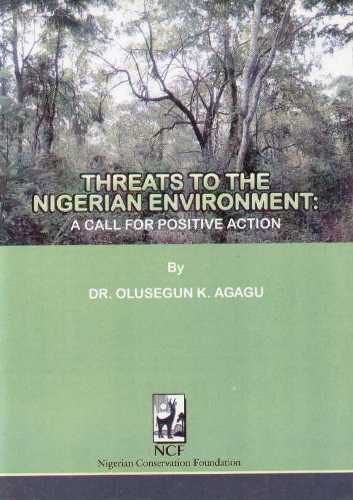 THREATS TO THE
NIGERIAN ENVIRONMENT:
A CALL FOR POSITIVE ACTION
By
DR. OLUSEGUN K. AGAGU
NCF
Nigerian Conservation Foundation